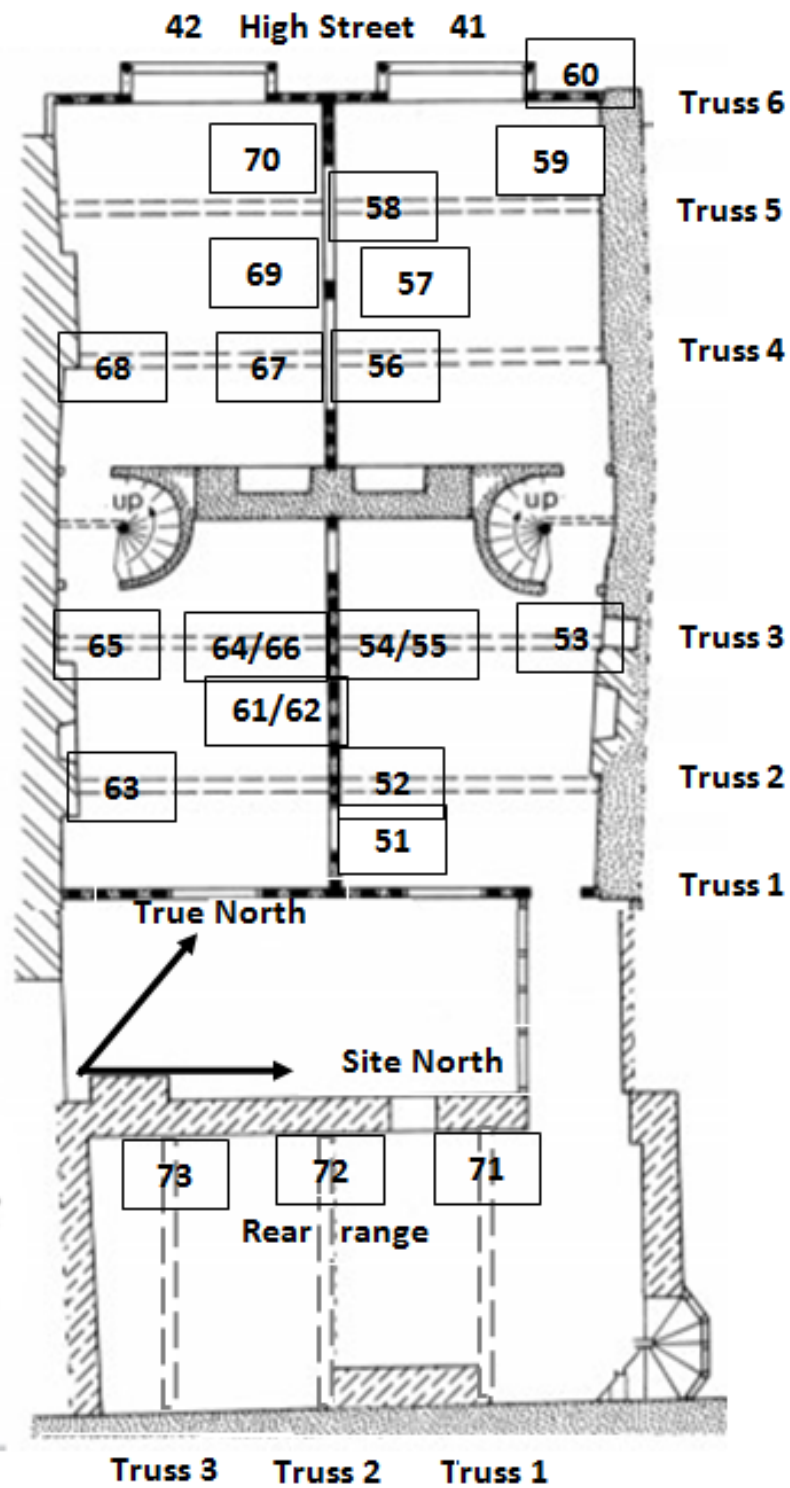 42 High Street 41
60
Truss 6
70
59
58
Truss 5
69
57
68
67
56
Truss 4
up
up
65
64/66
54/55
53
Truss 3
61/62
63
52
Truss 2
51
Truss 1
True North
Site North
73
72
71
Rear range
Truss 3
Truss 2
Truss 1